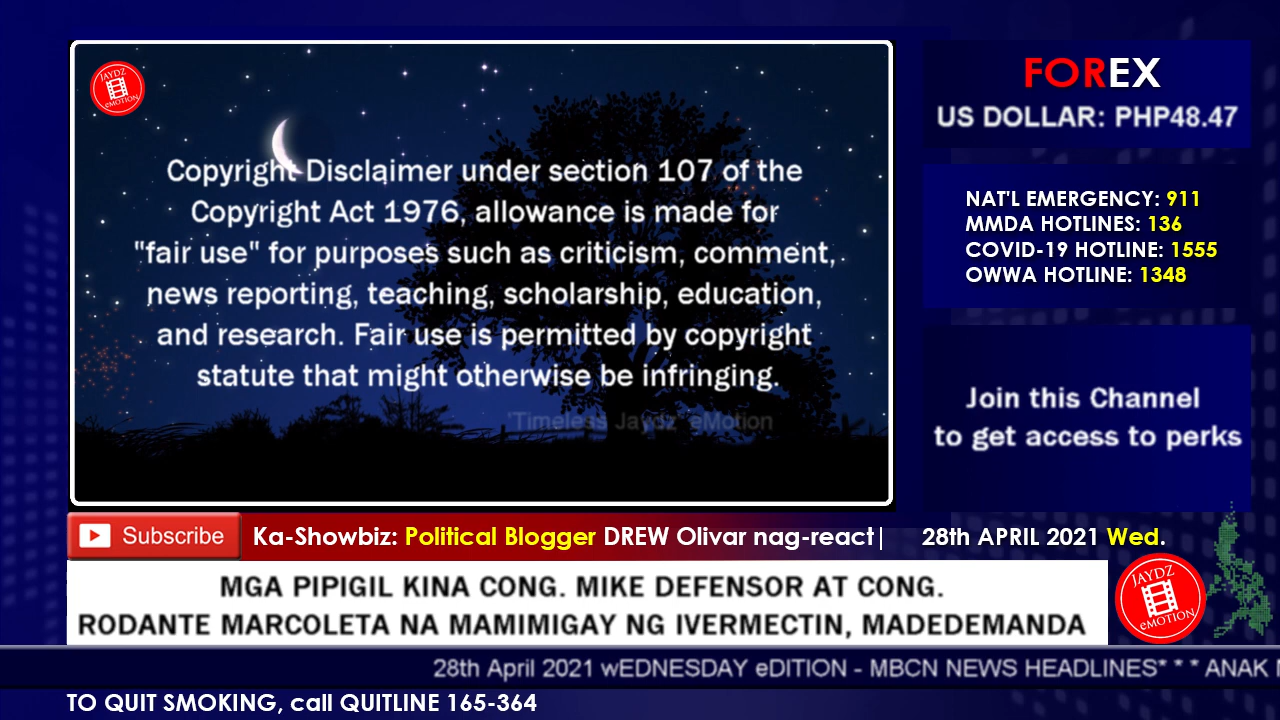 JAYDZ
eMOTION
Copyright Disclaimer under section 107 of the
Copyright Act 1976, allowance is made for
"fair use" for purposes such as criticism, comment,
news reporting, teaching, scholarship, education,
and research. Fair use is permitted by copyright
statute that might otherwise be infringing.
'Timeless Jaydz' eMotion
FOREX
US DOLLAR: PHP48.47
NAT'L EMERGENCY: 911
MMDA HOTLINES: 136
COVID-19 HOTLINE: 1555
OWWA HOTLINE: 1348
Join this Channel
to get access to perks
Subscribe
Ka-Showbiz: Political Blogger DREW Olivar nag-react|
28th APRIL 2021 Wed.
MGA PIPIGIL KINA CONG. MIKE DEFENSOR AT CONG.
RODANTE MARCOLETA NA MAMIMIGAY NG IVERMECTIN, MADEDEMANDA
JAYDZ
eMOTION
28th April 2021 wEDNESDAY eDITION - MBCN NEWS HEADLINES* * * ANAK
TO QUIT SMOKING, call QUITLINE 165-364